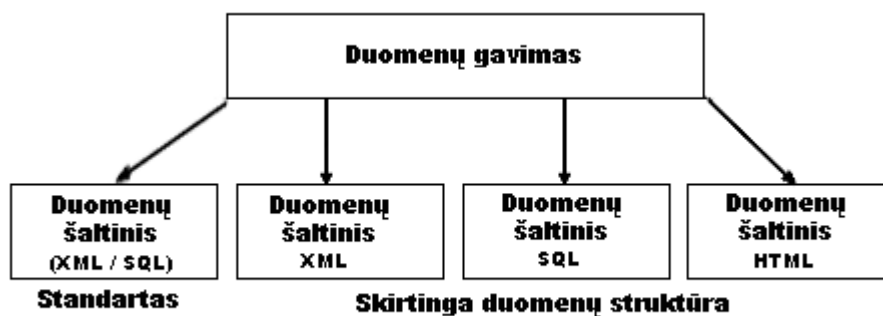 Duomenų gavimas
Duomenų
šaltinis
(XML / SQL)
Duomenų
šaltinis
XML
Duomenų
šaltinis
SQL
Duomenų
šaltinis
HTML
Standartas
Skirtinga duomenų struktūra